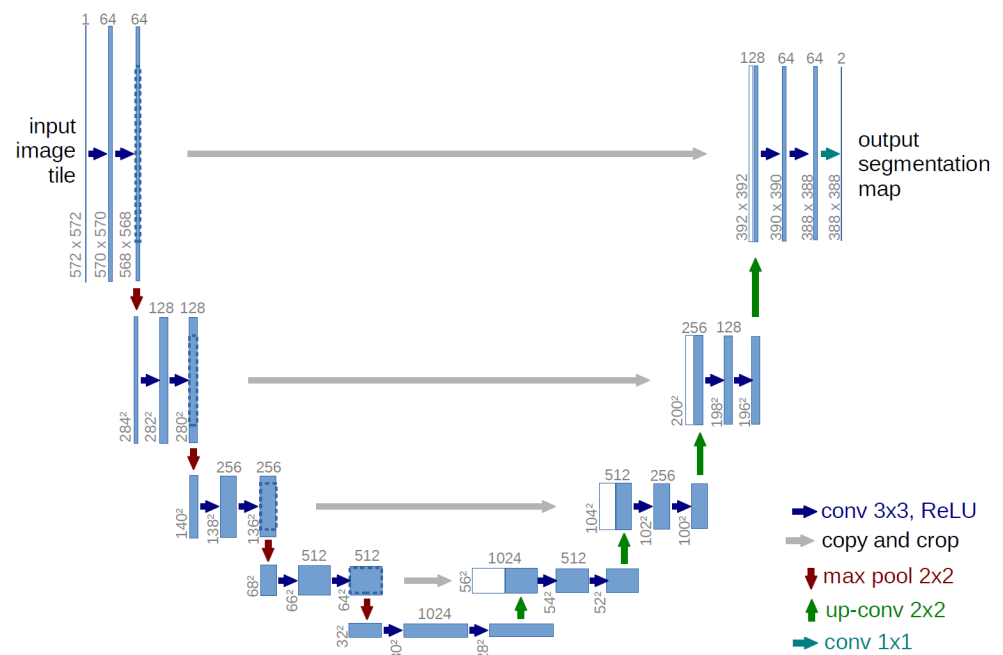 1 64 64
128 64 64 2
input
image
tile
output
segmentation
map
572 x 572
570 x 570
568 x 568
392 x 392
390 x 390
388 x 388
388 x 388
128 128
256 128
284²
282²
280²
200²
198²
196²
256 256
512 256
140²
138²
136²
104²
102²
100²
conv 3x3, ReLU
copy and crop
max pool 2x2
up-conv 2x2
conv 1x1
512 512
1024 512
68²
66²
64²
56²
54²
52²
1024
32²